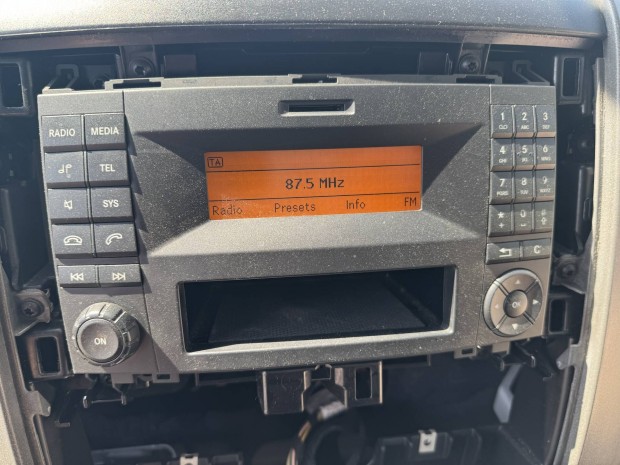 RADIO MEDIA
TEL
SYS
ON
TA
87.5 MHz
Radio Presets Info FM
1 2 3
4 5 6
7 8 9
* 0 #
+
C
OK